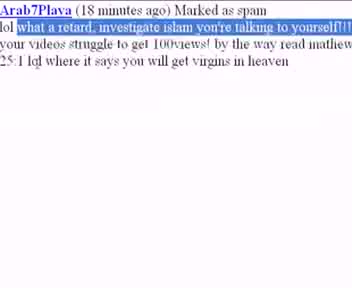 Arab7Playa (18 minutes ago) Marked as spam
lol what a retard, investigate islam you're talking to yourself!!!
your videos struggle to get 100views! by the way read mathew
25:1 lql where it says you will get virgins in heaven